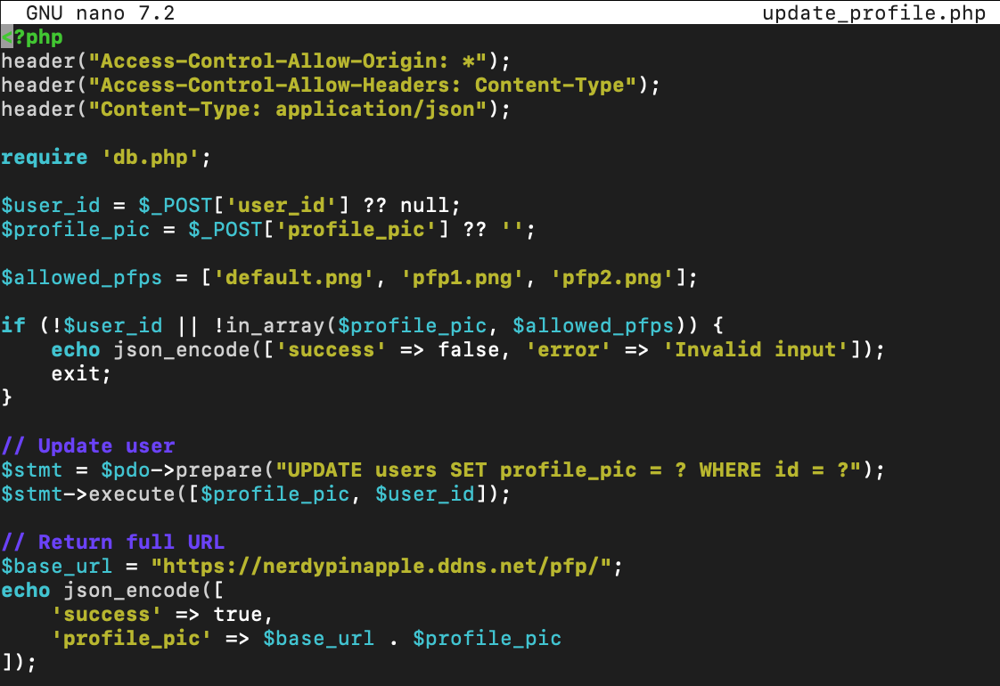 GNU nano 7.2 update_profile.php
<?php
header("Access-Control-Allow-Origin: *");
header("Access-Control-Allow-Headers: Content-Type");
header("Content-Type: application/json");

require 'db.php';

$user_id = $_POST['user_id'] ?? null;
$profile_pic = $_POST['profile_pic'] ?? '';

$allowed_pfps = ['default.png', 'pfp1.png', 'pfp2.png'];

if (!$user_id || !in_array($profile_pic, $allowed_pfps)) {
    echo json_encode(['success' => false, 'error' => 'Invalid input']);
    exit;
}

// Update user
$stmt = $pdo->prepare("UPDATE users SET profile_pic = ? WHERE id = ?");
$stmt->execute([$profile_pic, $user_id]);

// Return full URL
$base_url = "https://nerdypinapple.ddns.net/pfp/";
echo json_encode([
    'success' => true,
    'profile_pic' => $base_url . $profile_pic
]);